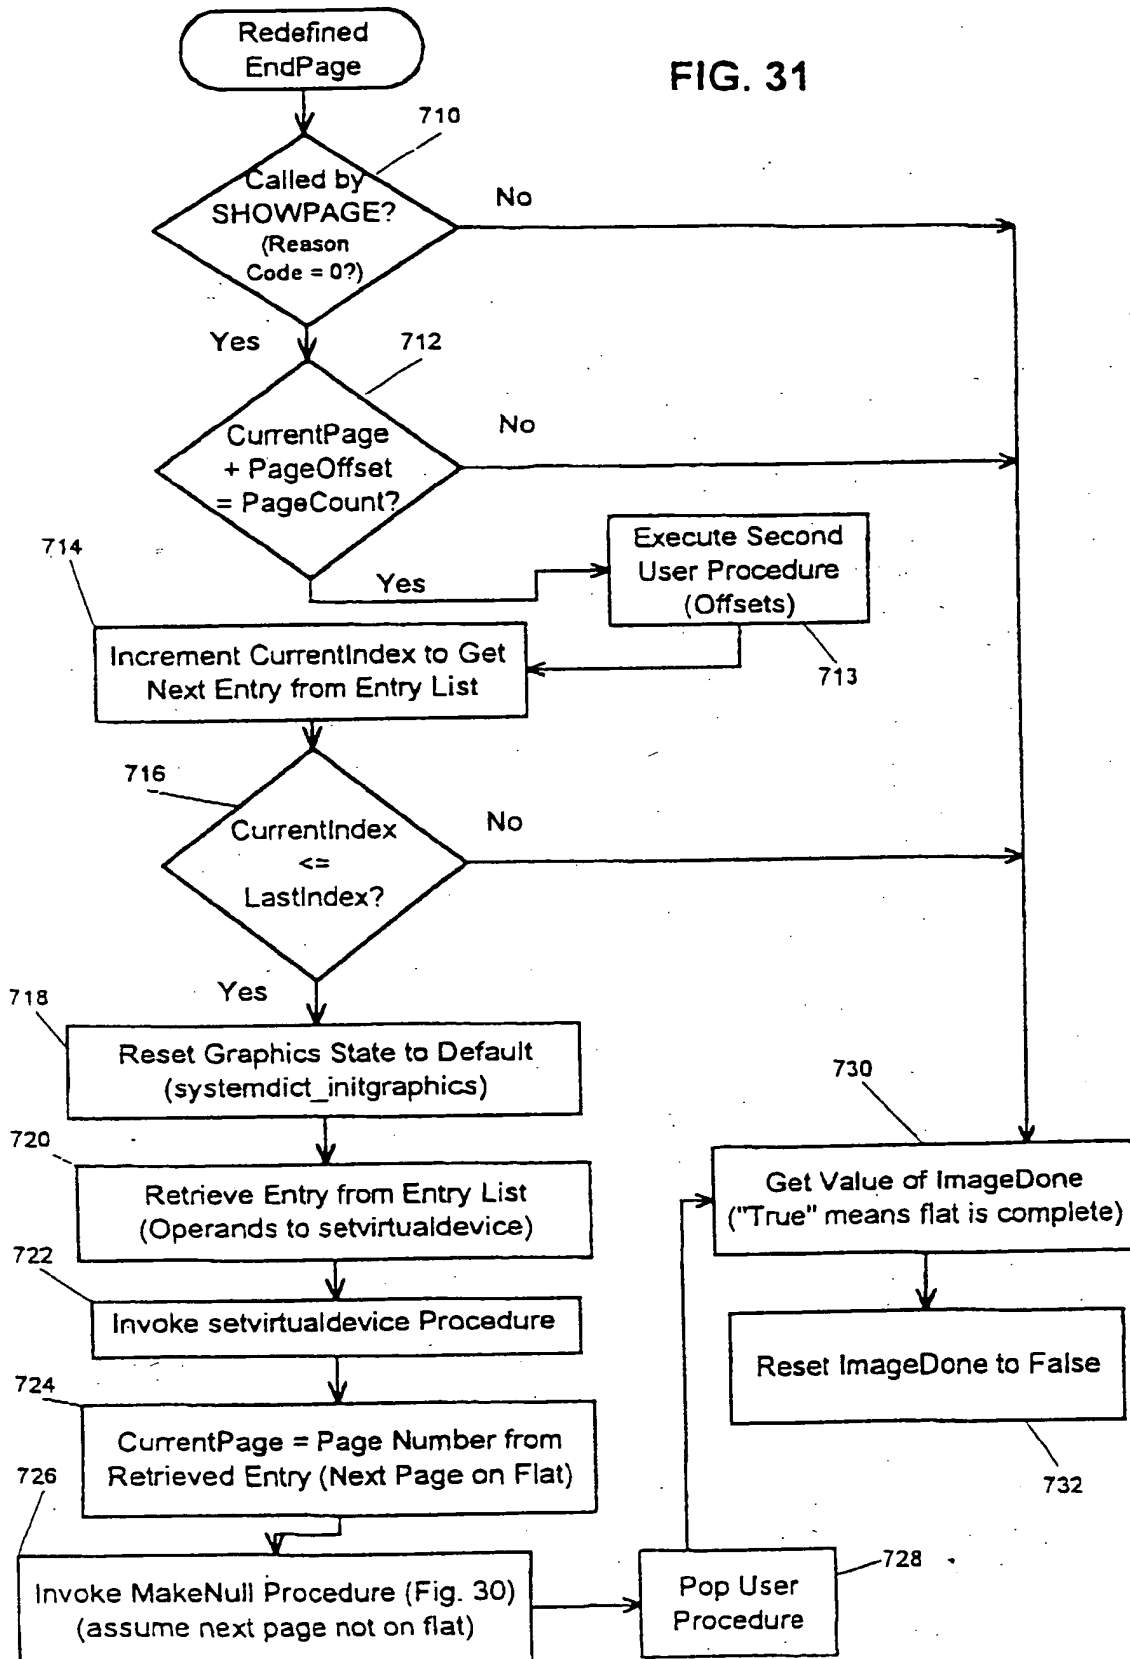 Redefined
EndPage
FIG. 31
710
Called by
SHOWPAGE?
(Reason
Code = 0?)
No
Yes
712
CurrentPage
+ PageOffset
= PageCount?
No
Yes
714
Execute Second
User Procedure
(Offsets)
713
Increment CurrentIndex to Get
Next Entry from Entry List
716
CurrentIndex
<=
LastIndex?
No
Yes
718
Reset Graphics State to Default
(systemdict_initgraphics)
720
Retrieve Entry from Entry List
(Operands to setvirtualdevice)
722
Invoke setvirtualdevice Procedure
724
CurrentPage = Page Number from
Retrieved Entry (Next Page on Flat)
726
Invoke MakeNull Procedure (Fig. 30)
(assume next page not on flat)
728
Pop User
Procedure
730
Get Value of ImageDone
("True" means flat is complete)
Reset ImageDone to False
732